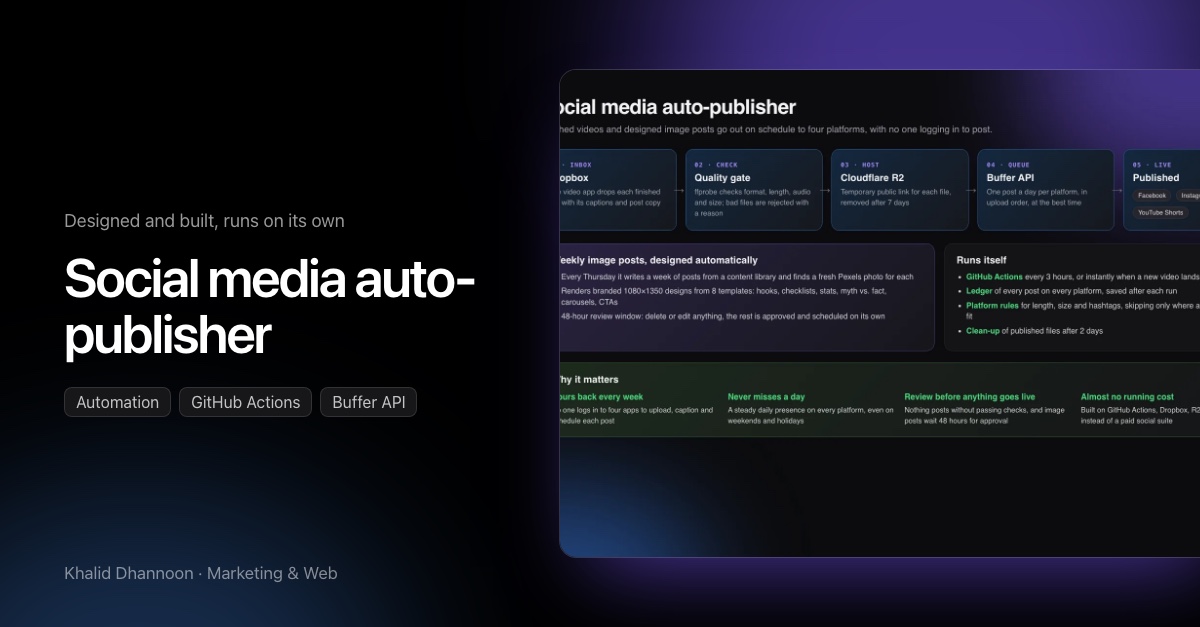 Designed and built, runs on its own
Social media auto-
publisher
Automation
GitHub Actions
Buffer API
Khalid Dhannoon · Marketing & Web
ocial media auto-publisher
hed videos and designed image posts go out on schedule to four platforms, with no one logging in to post.
· INBOX
opbox
video app drops each finished
with its captions and post copy
→
02 · CHECK
Quality gate
ffprobe checks format, length, audio
and size; bad files are rejected with
a reason
→
03 · HOST
Cloudflare R2
Temporary public link for each file,
removed after 7 days
→
04 · QUEUE
Buffer API
One post a day per platform, in
upload order, at the best time
→
05 · LIVE
Published
Facebook
Instag
YouTube Shorts
eekly image posts, designed automatically
Every Thursday it writes a week of posts from a content library and finds a fresh Pexels photo for each
Renders branded 1080×1350 designs from 8 templates: hooks, checklists, stats, myth vs. fact,
carousels, CTAs
48-hour review window: delete or edit anything, the rest is approved and scheduled on its own
Runs itself
• GitHub Actions every 3 hours, or instantly when a new video lands
• Ledger of every post on every platform, saved after each run
• Platform rules for length, size and hashtags, skipping only where a
fit
• Clean-up of published files after 2 days
hy it matters
ours back every week
one logs in to four apps to upload, caption and
hedule each post
Never misses a day
A steady daily presence on every platform, even on
weekends and holidays
Review before anything goes live
Nothing posts without passing checks, and image
posts wait 48 hours for approval
Almost no running cost
Built on GitHub Actions, Dropbox, R2
instead of a paid social suite